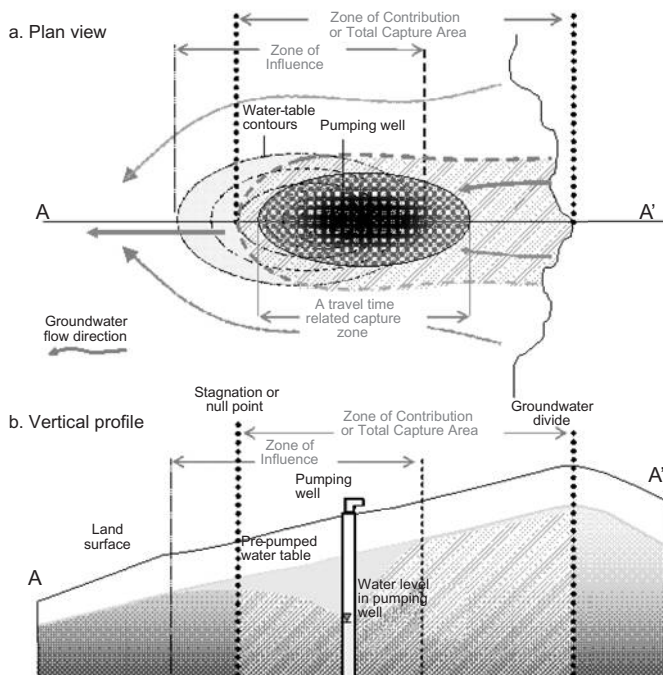 a. Plan view
Zone of Contribution
or Total Capture Area
Zone of
Influence
Water-table
contours
Pumping well
A
A'
A travel time
related capture
zone
Groundwater
flow direction
Stagnation or
null point
Groundwater
divide
b. Vertical profile
Zone of Contribution
or Total Capture Area
Zone of
Influence
Pumping
well
A'
Land
surface
Pre-pumped
water table
A
Water level
in pumping
well